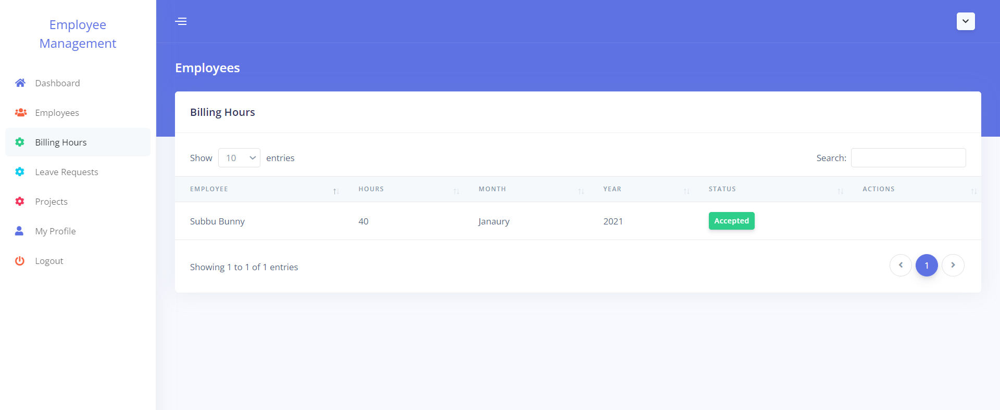 Employee
Management
Dashboard
Employees
Billing Hours
Leave Requests
Projects
My Profile
Logout
Employees
Billing Hours
Show 10 entries
Search:
EMPLOYEE HOURS MONTH YEAR STATUS ACTIONS
Subbu Bunny 40 Janaury 2021 Accepted
Showing 1 to 1 of 1 entries
1